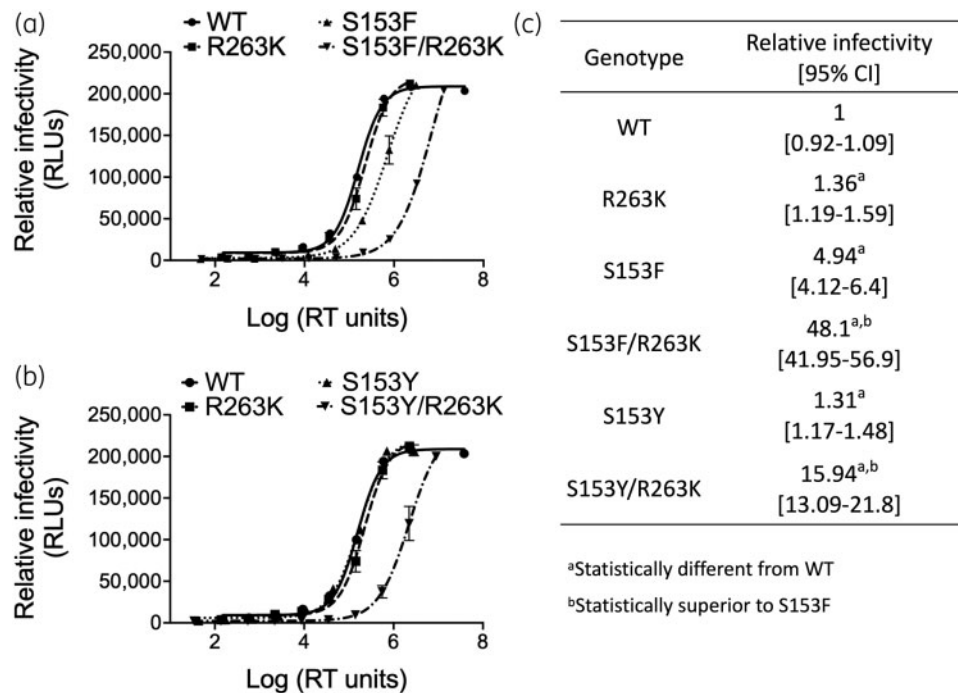 (a)
WT S153F
R263K S153F/R263K
Relative infectivity
(RLUs)
250,000
200,000
150,000
100,000
50,000
0
2 4 6 8
Log (RT units)
(b)
WT S153Y
R263K S153Y/R263K
Relative infectivity
(RLUs)
250,000
200,000
150,000
100,000
50,000
0
2 4 6 8
Log (RT units)
(c)
Genotype Relative infectivity
[95% CI]
WT 1
[0.92-1.09]
R263K 1.36ᵃ
[1.19-1.59]
S153F 4.94ᵃ
[4.12-6.4]
S153F/R263K 48.1ᵃ,ᵇ
[41.95-56.9]
S153Y 1.31ᵃ
[1.17-1.48]
S153Y/R263K 15.94ᵃ,ᵇ
[13.09-21.8]
ᵃStatistically different from WT
ᵇStatistically superior to S153F